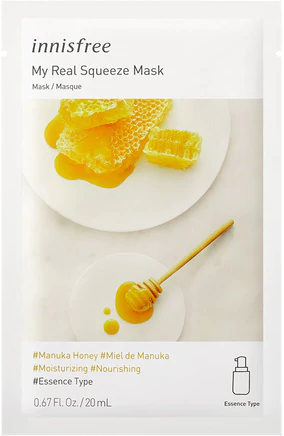 innisfree
My Real Squeeze Mask
Mask / Masque
#Manuka Honey #Miel de Manuka
#Moisturizing #Nourishing
#Essence Type
0.67 Fl. Oz. / 20 mL
Essence Type